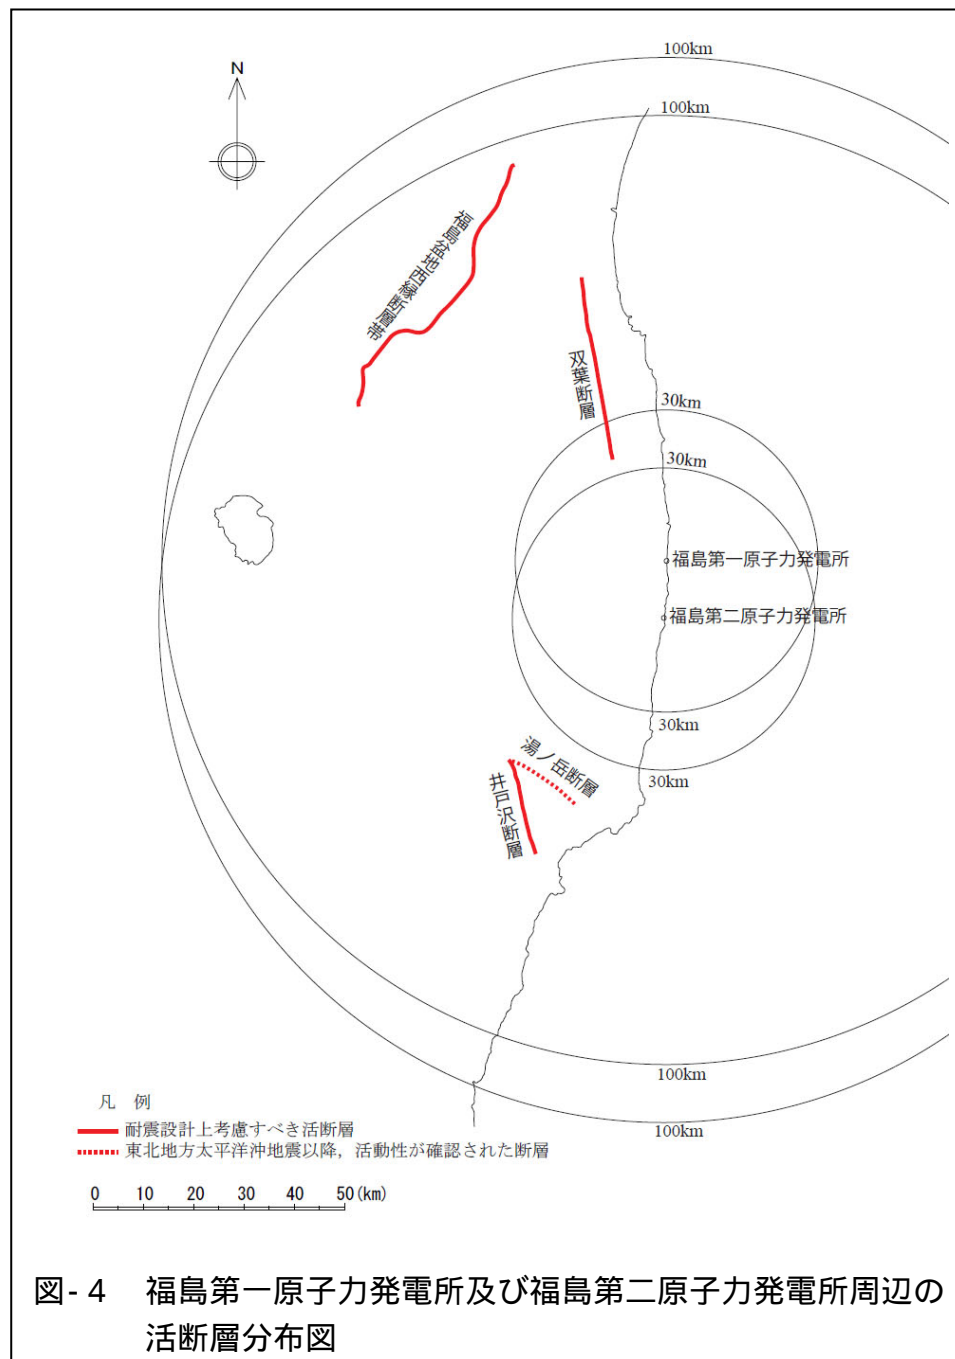 100km
N
100km
福島盆地西縁断層帯
双葉断層
30km
30km
福島第一原子力発電所
福島第二原子力発電所
30km
湯ノ岳断層
30km
井戸沢断層
100km
凡 例
100km
耐震設計上考慮すべき活断層
東北地方太平洋沖地震以降，活動性が確認された断層
0 10 20 30 40 50(km)
図-4 福島第一原子力発電所及び福島第二原子力発電所周辺の
活断層分布図